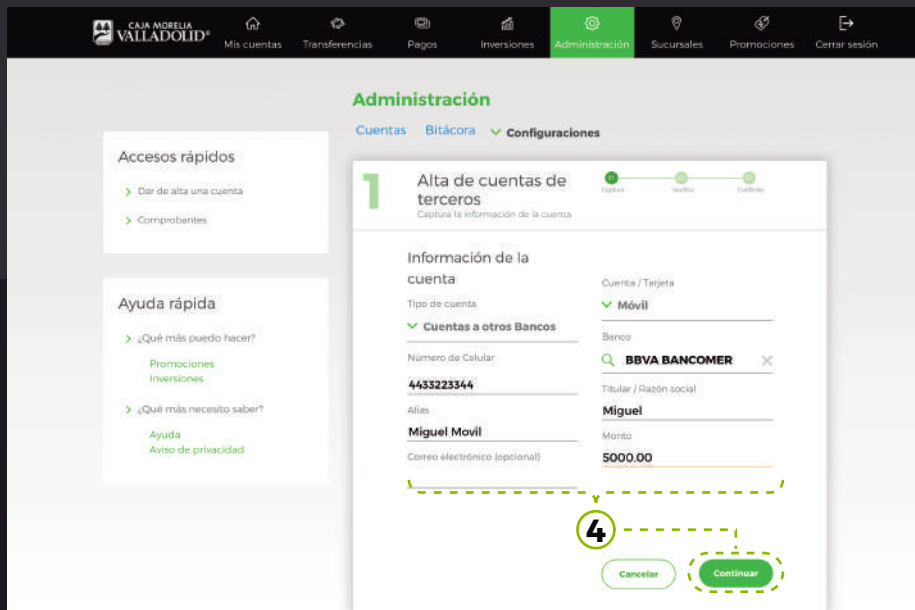 CAJA MORELIA
VALLADOLID®
Mis cuentas
Transferencias
Pagos
Inversiones
Administración
Sucursales
Promociones
Cerrar sesión
Administración
Cuentas
Bitácora
Configuraciones
Accesos rápidos
Dar de alta una cuenta
Comprobantes
Ayuda rápida
¿Qué más puedo hacer?
Promociones
Inversiones
¿Qué más necesito saber?
Ayuda
Aviso de privacidad
1
Alta de cuentas de
terceros
Captura la información de la cuenta
Captura
Verifica
Confirma
Información de la
cuenta
Tipo de cuenta
Cuentas a otros Bancos
Cuenta / Tarjeta
Móvil
Número de Celular
4433223344
Banco
BBVA BANCOMER
Alias
Miguel Movil
Titular / Razón social
Miguel
Correo electrónico (opcional)
Monto
5000.00
4
Cancelar
Continuar